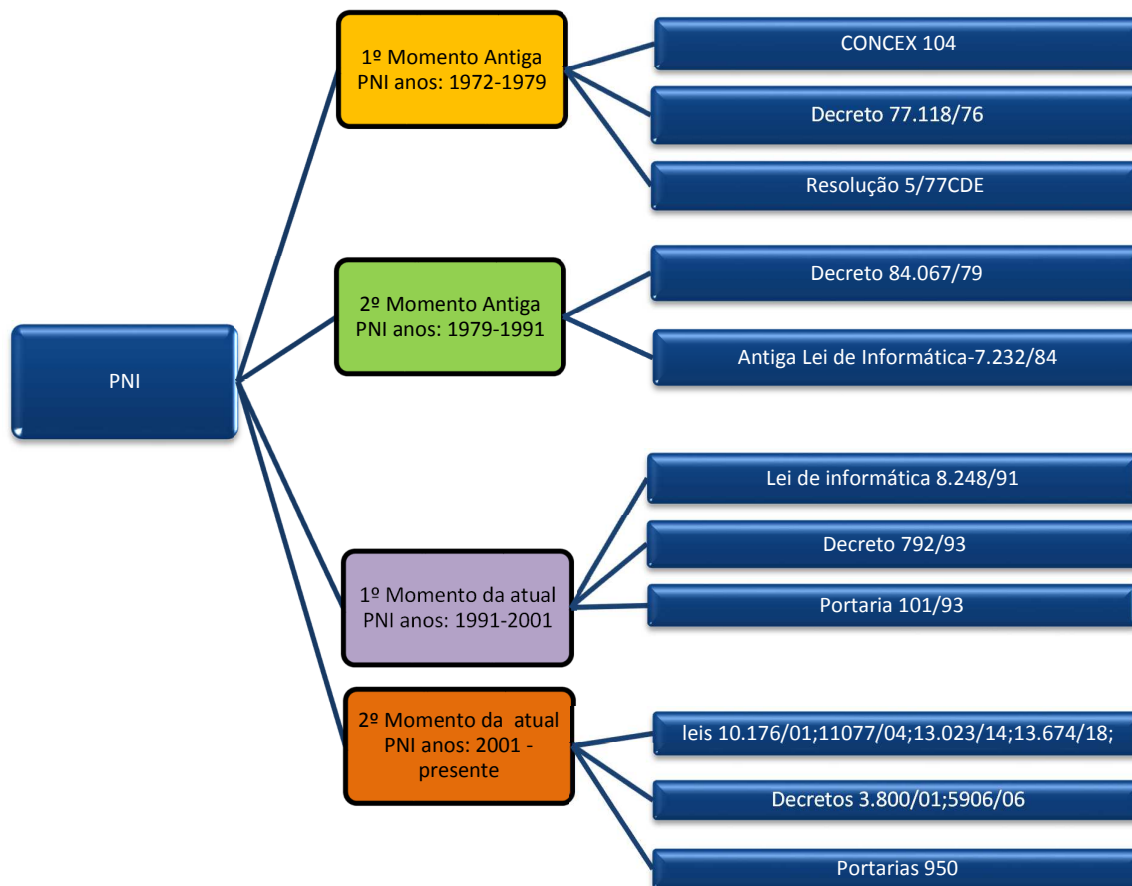 PNI
1º Momento Antiga
PNI anos: 1972-1979
CONCEX 104
Decreto 77.118/76
Resolução 5/77CDE
2º Momento Antiga
PNI anos: 1979-1991
Decreto 84.067/79
Antiga Lei de Informática-7.232/84
1º Momento da atual
PNI anos: 1991-2001
Lei de informática 8.248/91
Decreto 792/93
Portaria 101/93
2º Momento da atual
PNI anos: 2001 -
presente
leis 10.176/01;11077/04;13.023/14;13.674/18;
Decretos 3.800/01;5906/06
Portarias 950